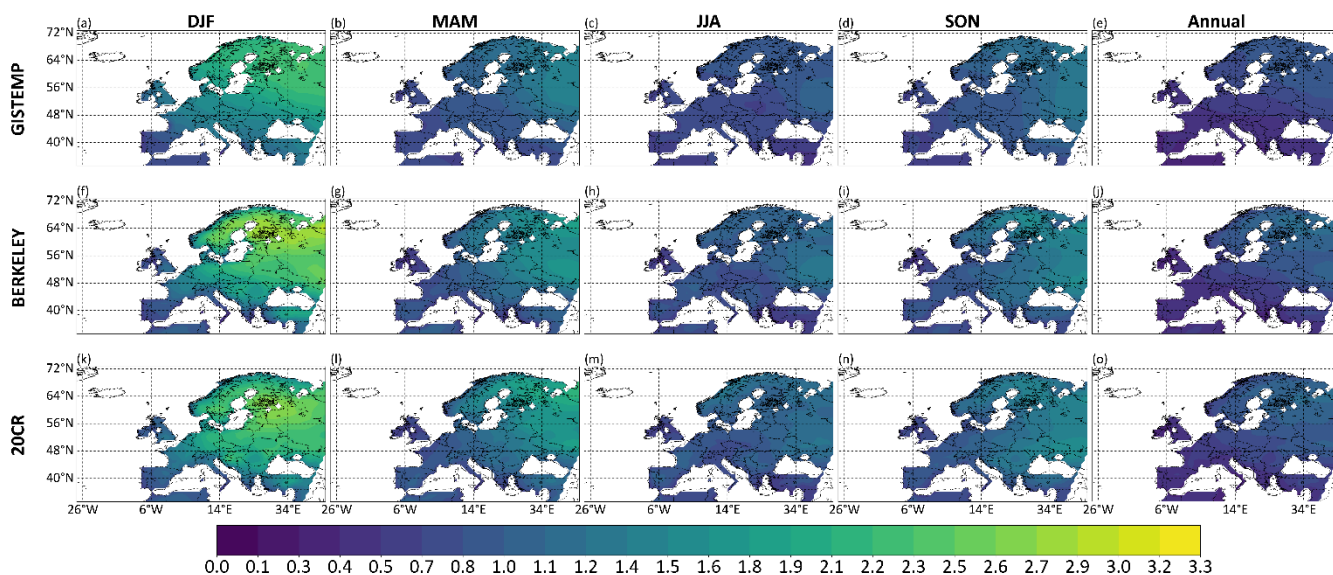 DJF MAM JJA SON Annual
(a) (b) (c) (d) (e)
72°N
64°N
56°N
48°N
40°N
GISTEMP
(f) (g) (h) (i) (j)
72°N
64°N
56°N
48°N
40°N
BERKELEY
(k) (l) (m) (n) (o)
72°N
64°N
56°N
48°N
40°N
20CR
26°W 6°W 14°E 34°E 26°W 6°W 14°E 34°E 26°W 6°W 14°E 34°E 26°W 6°W 14°E 34°E 26°W 6°W 14°E 34°E
0.0 0.1 0.3 0.4 0.5 0.7 0.8 1.0 1.1 1.2 1.4 1.5 1.6 1.8 1.9 2.1 2.2 2.3 2.5 2.6 2.7 2.9 3.0 3.2 3.3